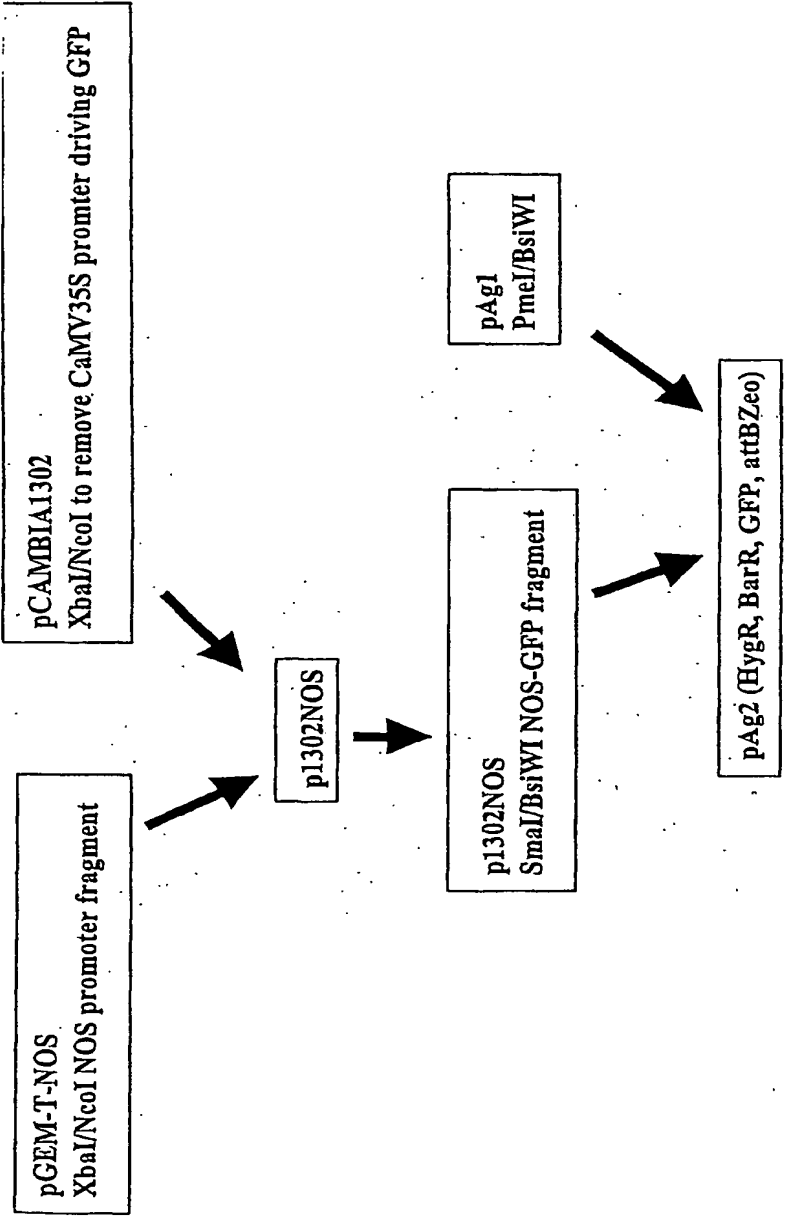 pGEM-T-NOS
XbaI/NcoI NOS promoter fragment
pCAMBIA1302
XbaI/NcoI to remove CaMV35S promter driving GFP
p1302NOS
p1302NOS
SmaI/BsiWI NOS-GFP fragment
pAg1
PmeI/BsiWI
pAg2 (HygR, BarR, GFP, attBZeo)